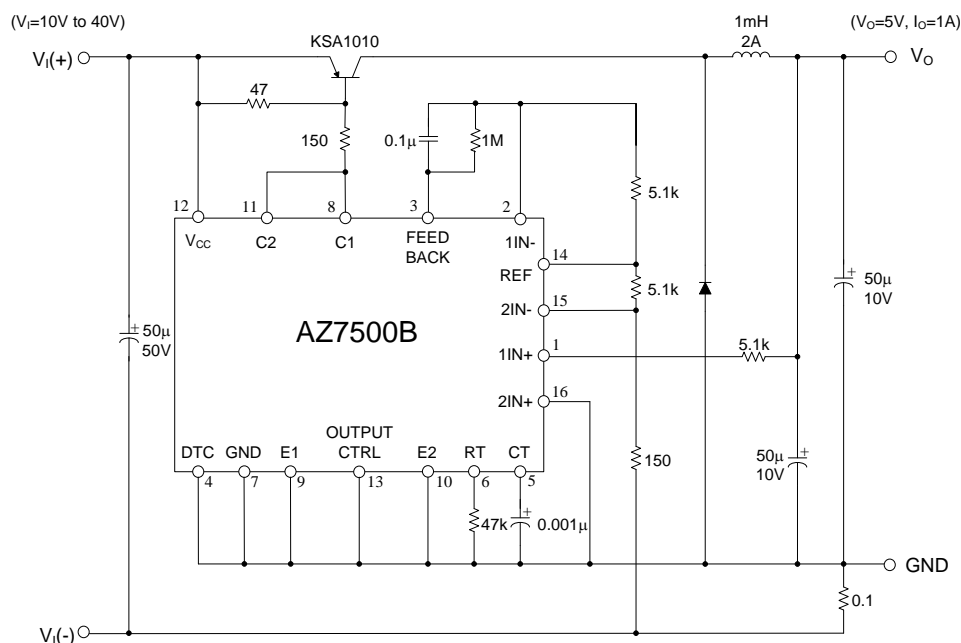 (VI=10V to 40V)
1mH
(VO=5V, IO=1A)
KSA1010
2A
VI(+)
VO
47
150
0.1μ
1M
5.1k
12
11
8
3
2
VCC
C2
C1
FEED
BACK
1IN-
14
REF
5.1k
15
2IN-
50μ
10V
AZ7500B
50μ
50V
1
1IN+
5.1k
16
2IN+
OUTPUT
CTRL
DTC
GND
E1
E2
RT
CT
50μ
10V
150
4
7
9
13
10
6
5
47k
0.001μ
GND
0.1
VI(-)